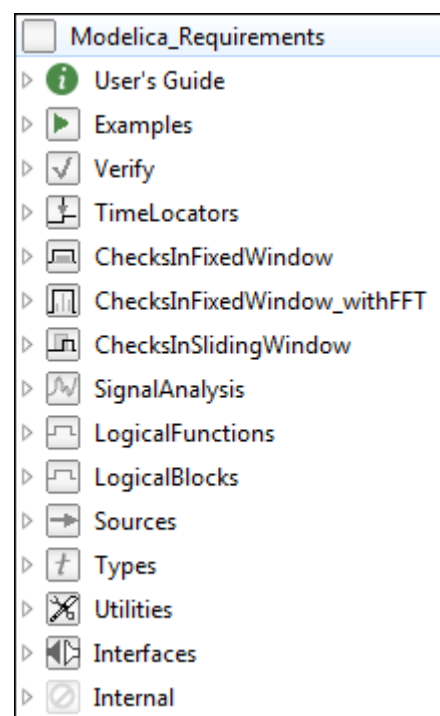 Modelica_Requirements
User's Guide
Examples
Verify
TimeLocators
ChecksInFixedWindow
ChecksInFixedWindow_withFFT
ChecksInSlidingWindow
SignalAnalysis
LogicalFunctions
LogicalBlocks
Sources
Types
Utilities
Interfaces
Internal